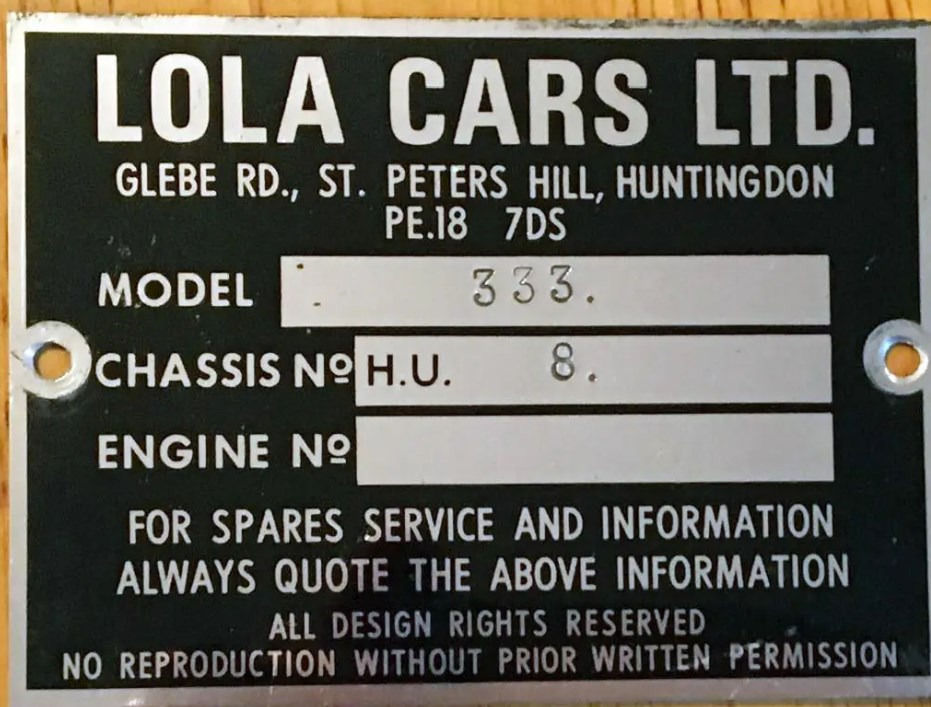 LOLA CARS LTD.
GLEBE RD., ST. PETERS HILL, HUNTINGDON
PE.18 7DS
MODEL 333.
CHASSIS Nº H.U. 8.
ENGINE Nº
FOR SPARES SERVICE AND INFORMATION
ALWAYS QUOTE THE ABOVE INFORMATION
ALL DESIGN RIGHTS RESERVED
NO REPRODUCTION WITHOUT PRIOR WRITTEN PERMISSION